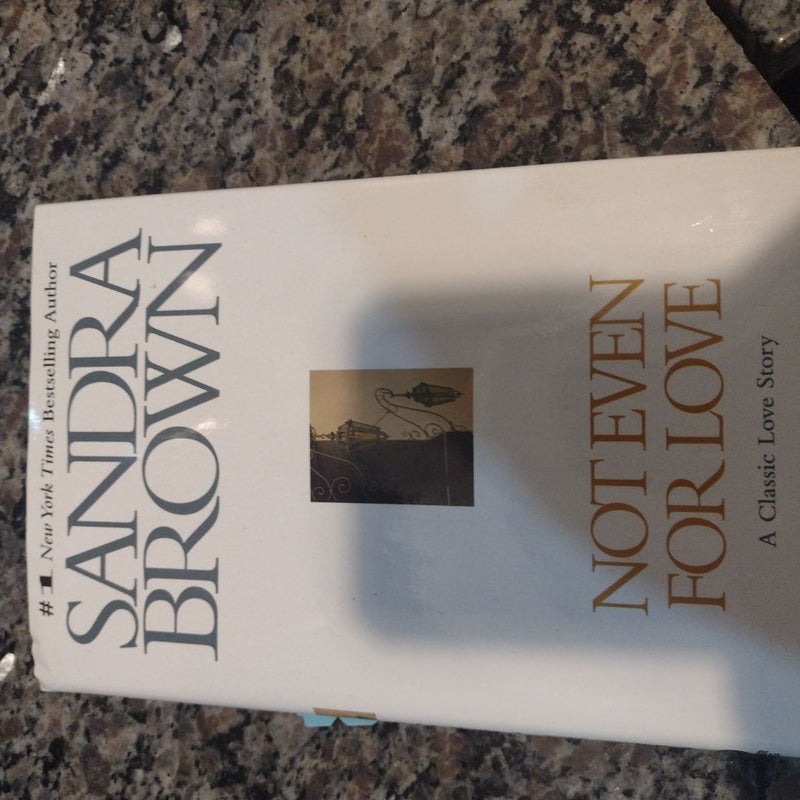 #1 New York Times Bestselling Author
SANDRA
BROWN
NOT EVEN
FOR LOVE
A Classic Love Story